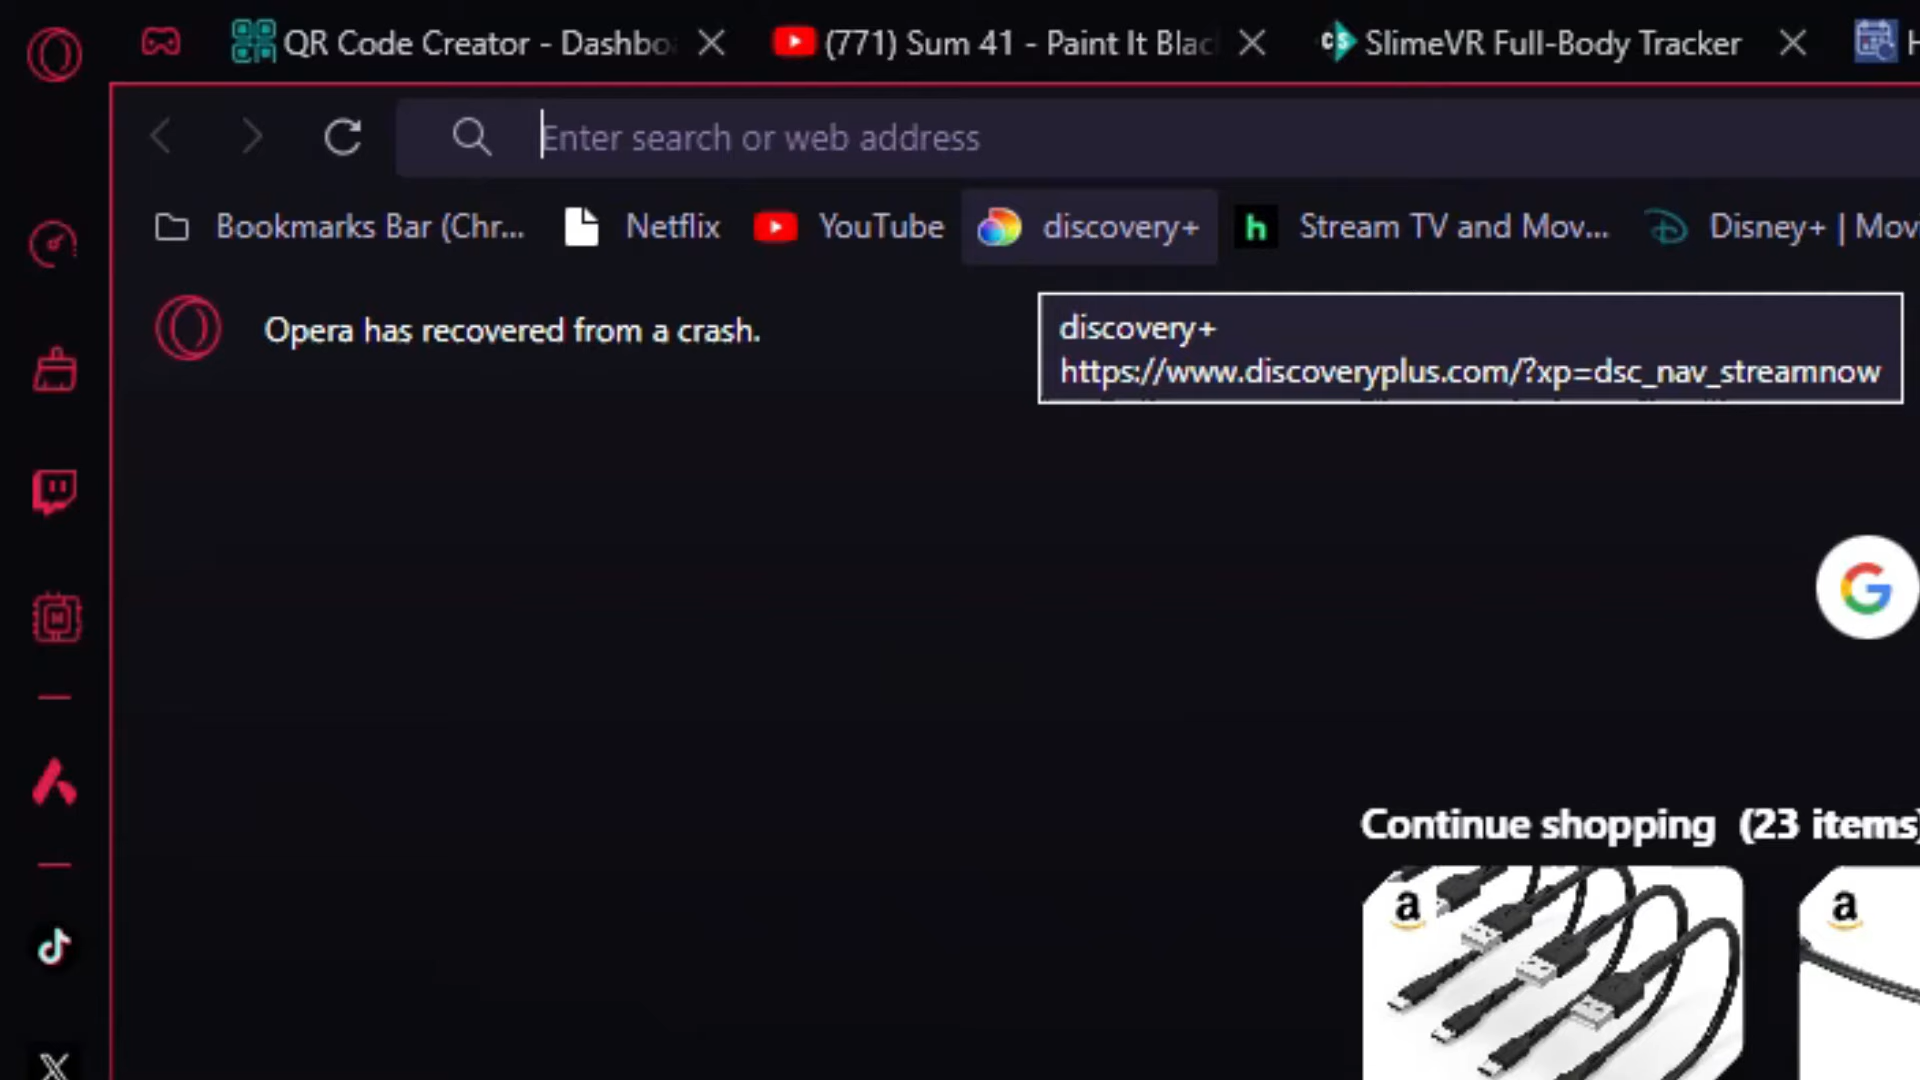 QR Code Creator - Dashbo
(771) Sum 41 - Paint It Blac
SlimeVR Full-Body Tracker
Enter search or web address
Bookmarks Bar (Chr...
Netflix
YouTube
discovery+
h
Stream TV and Mov...
Disney+ | Mov
Opera has recovered from a crash.
discovery+
https://www.discoveryplus.com/?xp=dsc_nav_streamnow
G
Continue shopping (23 items)
a
a